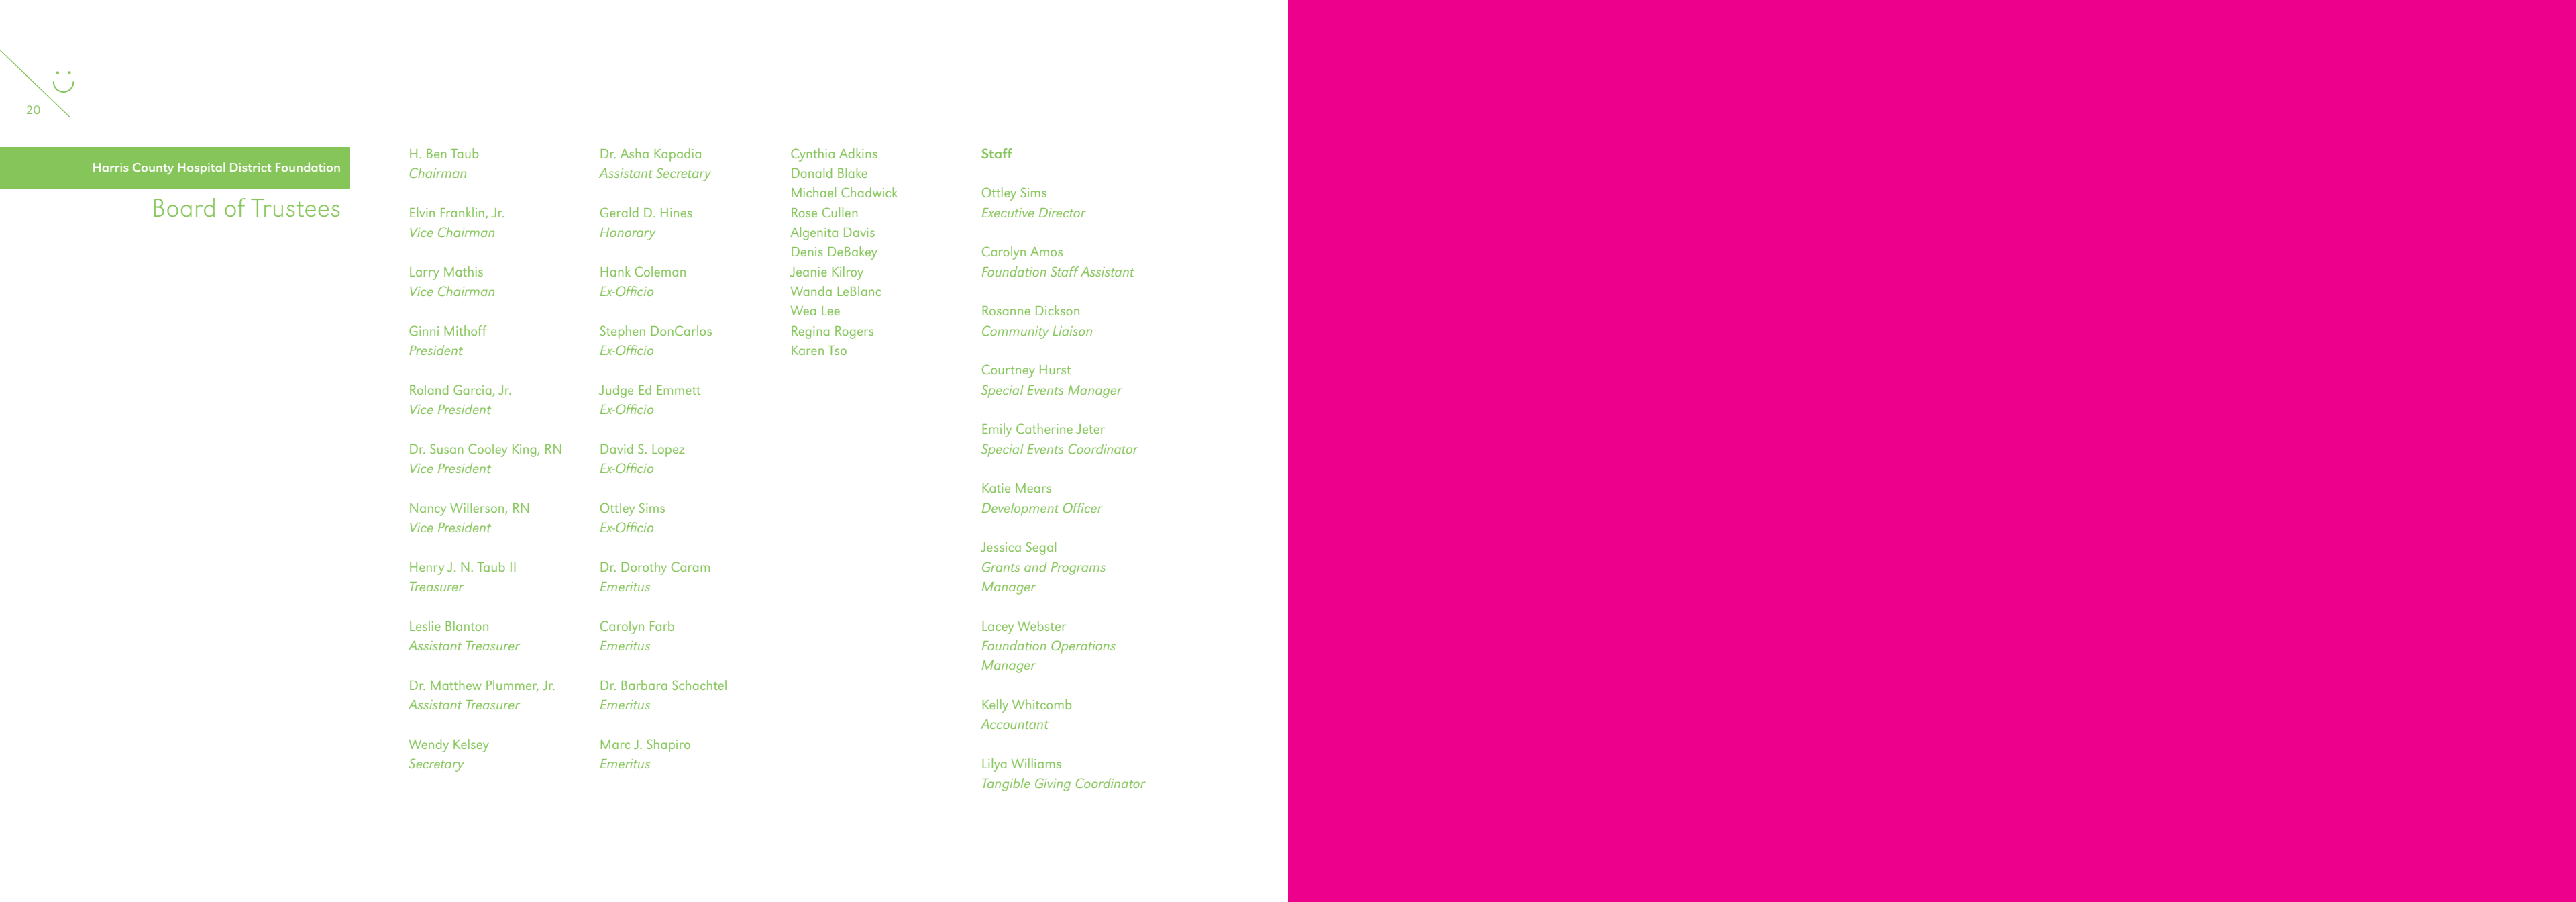 20
Harris County Hospital District Foundation
Board of Trustees
H. Ben Taub
Chairman
Elvin Franklin, Jr.
Vice Chairman
Larry Mathis
Vice Chairman
Ginni Mithoff
President
Roland Garcia, Jr.
Vice President
Dr. Susan Cooley King, RN
Vice President
Nancy Willerson, RN
Vice President
Henry J. N. Taub II
Treasurer
Leslie Blanton
Assistant Treasurer
Dr. Matthew Plummer, Jr.
Assistant Treasurer
Wendy Kelsey
Secretary
Dr. Asha Kapadia
Assistant Secretary
Gerald D. Hines
Honorary
Hank Coleman
Ex-Officio
Stephen DonCarlos
Ex-Officio
Judge Ed Emmett
Ex-Officio
David S. Lopez
Ex-Officio
Ottley Sims
Ex-Officio
Dr. Dorothy Caram
Emeritus
Carolyn Farb
Emeritus
Dr. Barbara Schachtel
Emeritus
Marc J. Shapiro
Emeritus
Cynthia Adkins
Donald Blake
Michael Chadwick
Rose Cullen
Algenita Davis
Denis DeBakey
Jeanie Kilroy
Wanda LeBlanc
Wea Lee
Regina Rogers
Karen Tso
Staff
Ottley Sims
Executive Director
Carolyn Amos
Foundation Staff Assistant
Rosanne Dickson
Community Liaison
Courtney Hurst
Special Events Manager
Emily Catherine Jeter
Special Events Coordinator
Katie Mears
Development Officer
Jessica Segal
Grants and Programs
Manager
Lacey Webster
Foundation Operations
Manager
Kelly Whitcomb
Accountant
Lilya Williams
Tangible Giving Coordinator